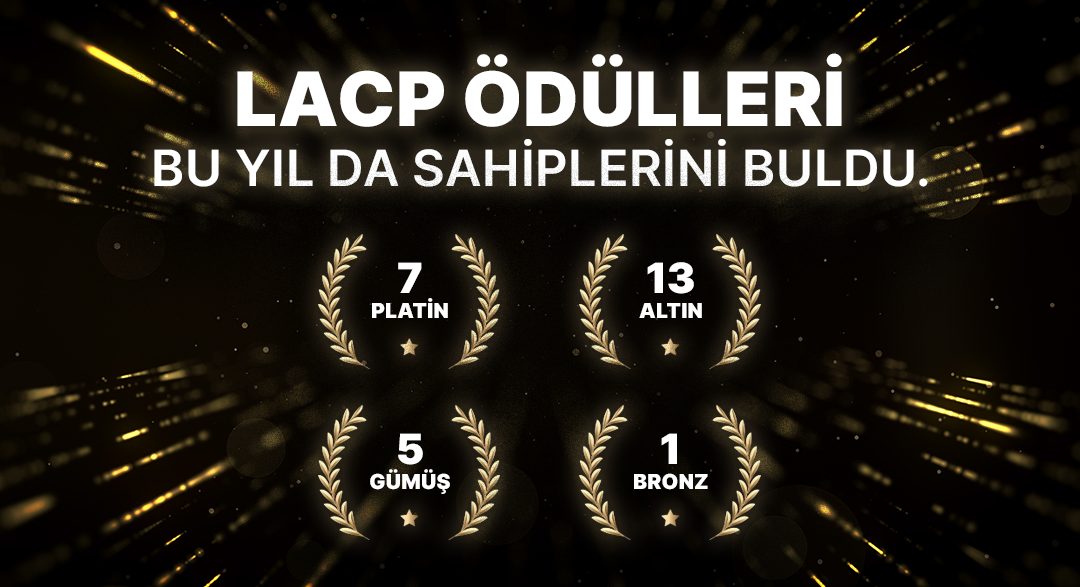 LACP ÖDÜLLERİ
BU YIL DA SAHİPLERİNİ BULDU.
7
PLATİN
13
ALTIN
5
GÜMÜŞ
1
BRONZ